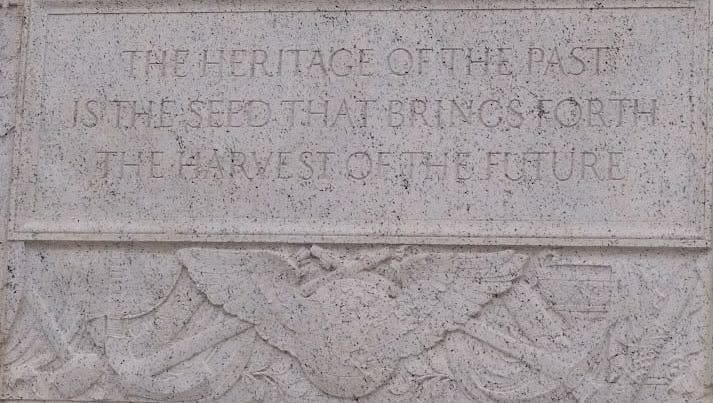 THE HERITAGE OF THE PAST
IS THE SEED THAT BRINGS FORTH
THE HARVEST OF THE FUTURE